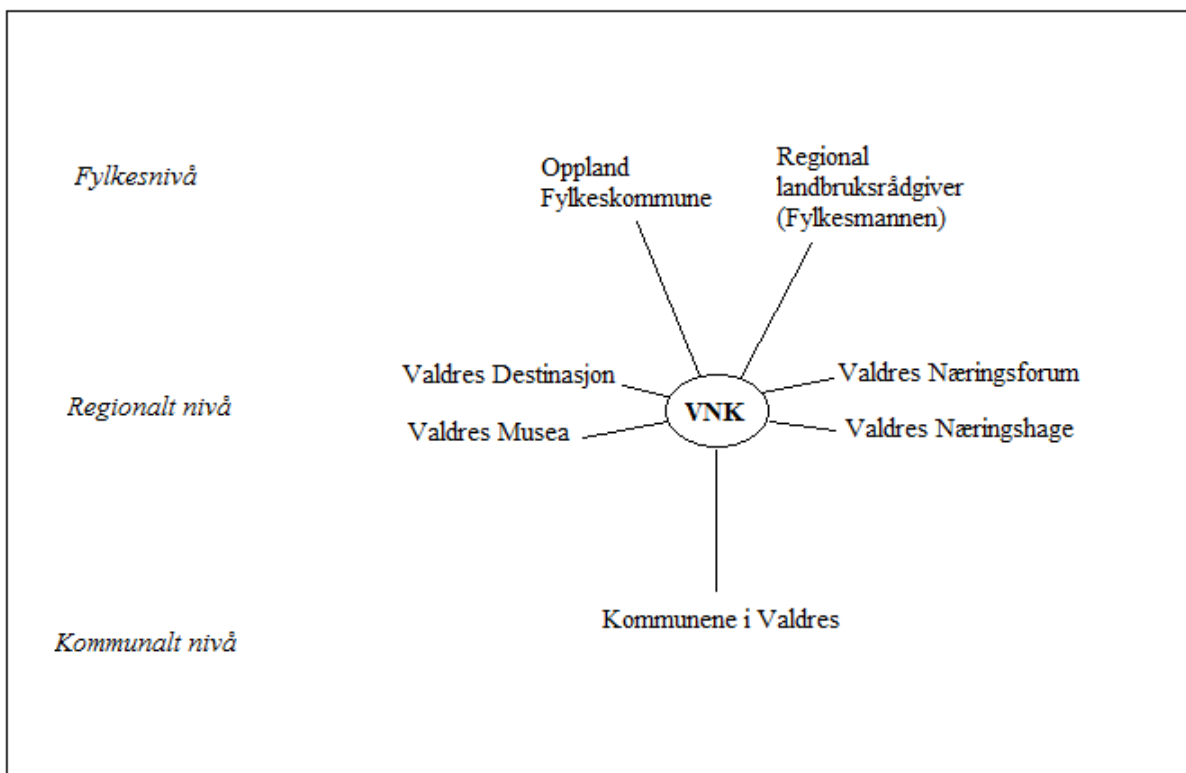 Fylkesnivå
Oppland
Fylkeskommune
Regional
landbruksrådgiver
(Fylkesmannen)
Regionalt nivå
Valdres Destinasjon
Valdres Musea
VNK
Valdres Næringsforum
Valdres Næringshage
Kommunalt nivå
Kommunene i Valdres